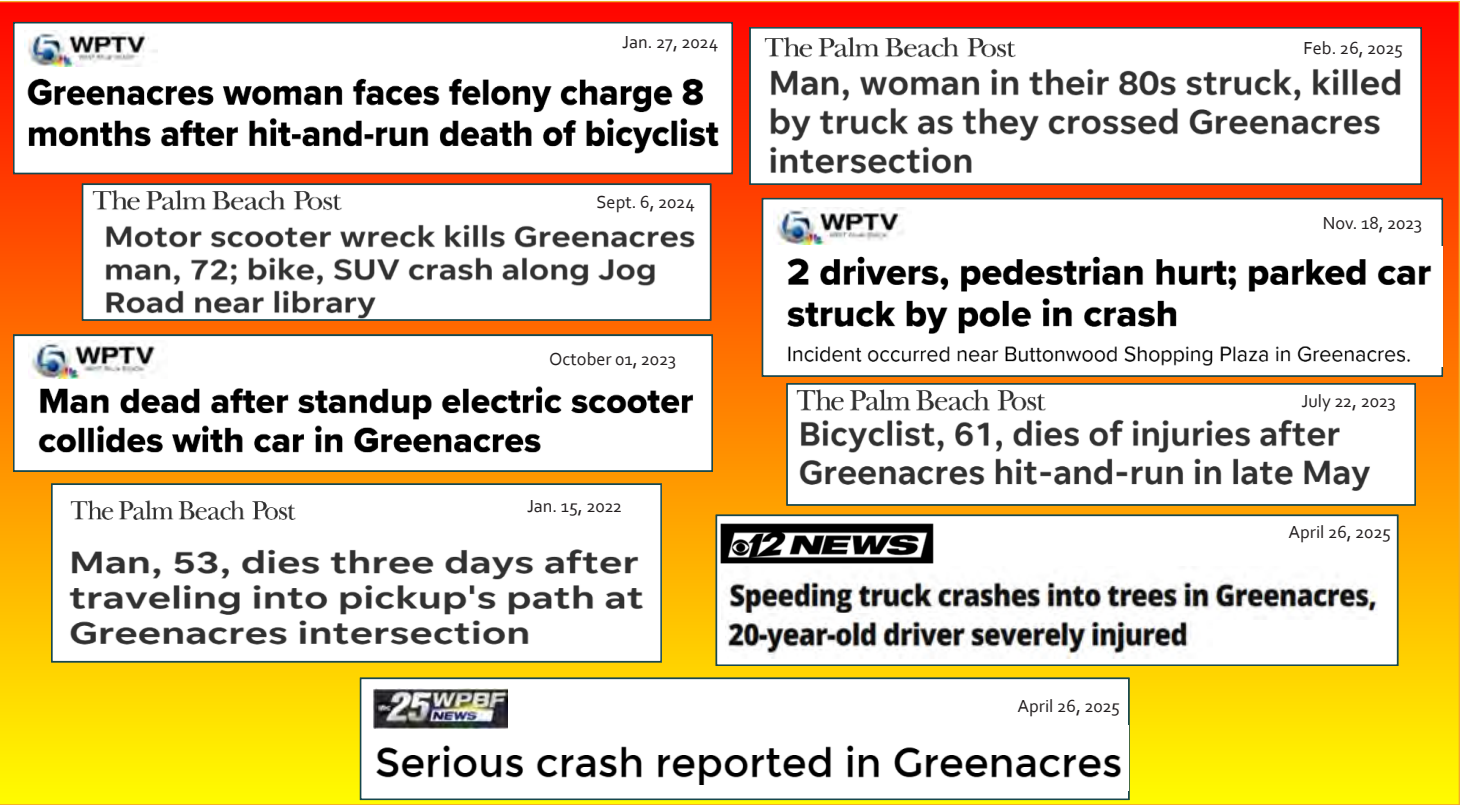 WPTV
Jan. 27, 2024
Greenacres woman faces felony charge 8
months after hit-and-run death of bicyclist
The Palm Beach Post
Feb. 26, 2025
Man, woman in their 80s struck, killed
by truck as they crossed Greenacres
intersection
The Palm Beach Post
Sept. 6, 2024
Motor scooter wreck kills Greenacres
man, 72; bike, SUV crash along Jog
Road near library
5 WPTV
Nov. 18, 2023
2 drivers, pedestrian hurt; parked car
struck by pole in crash
Incident occurred near Buttonwood Shopping Plaza in Greenacres.
5 WPTV
October 01, 2023
Man dead after standup electric scooter
collides with car in Greenacres
The Palm Beach Post
July 22, 2023
Bicyclist, 61, dies of injuries after
Greenacres hit-and-run in late May
The Palm Beach Post
Jan. 15, 2022
Man, 53, dies three days after
traveling into pickup's path at
Greenacres intersection
12 NEWS
April 26, 2025
Speeding truck crashes into trees in Greenacres,
20-year-old driver severely injured
abc 25 WPBF
NEWS
April 26, 2025
Serious crash reported in Greenacres